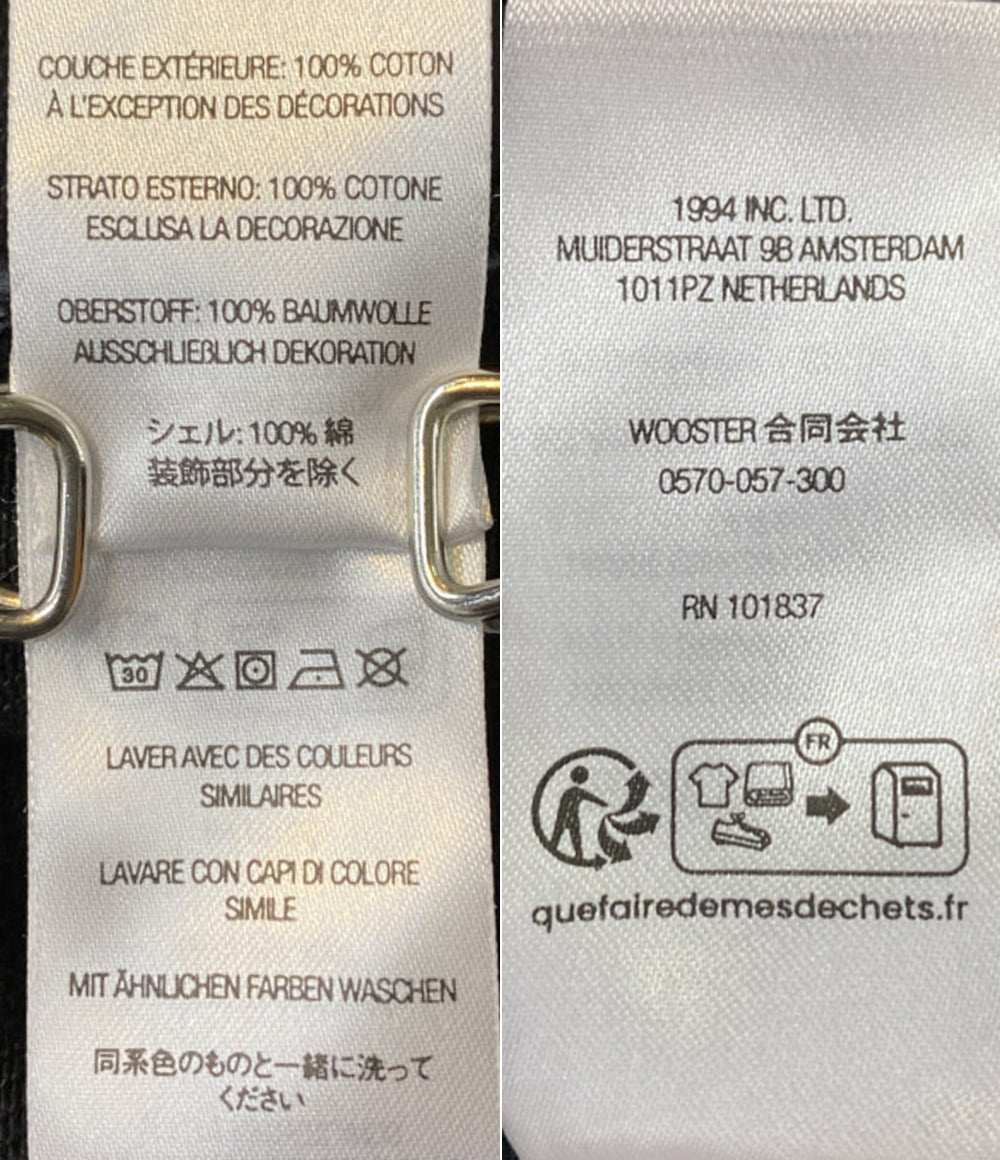 COUCHE EXTÉRIEURE: 100% COTON
À L'EXCEPTION DES DÉCORATIONS
STRATO ESTERNO: 100% COTONE
ESCLUSA LA DECORAZIONE
OBERSTOFF: 100% BAUMWOLLE
AUSSCHLIEßLICH DEKORATION
シェル: 100% 綿
装飾部分を除く
30
LAVER AVEC DES COULEURS
SIMILAIRES
LAVARE CON CAPI DI COLORE
SIMILE
MIT ÄHNLICHEN FARBEN WASCHEN
同系色のものと一緒に洗って
ください
1994 INC. LTD.
MUIDERSTRAAT 9B AMSTERDAM
1011PZ NETHERLANDS
WOOSTER 合同会社
0570-057-300
RN 101837
FR
quefairedemesdechets.fr